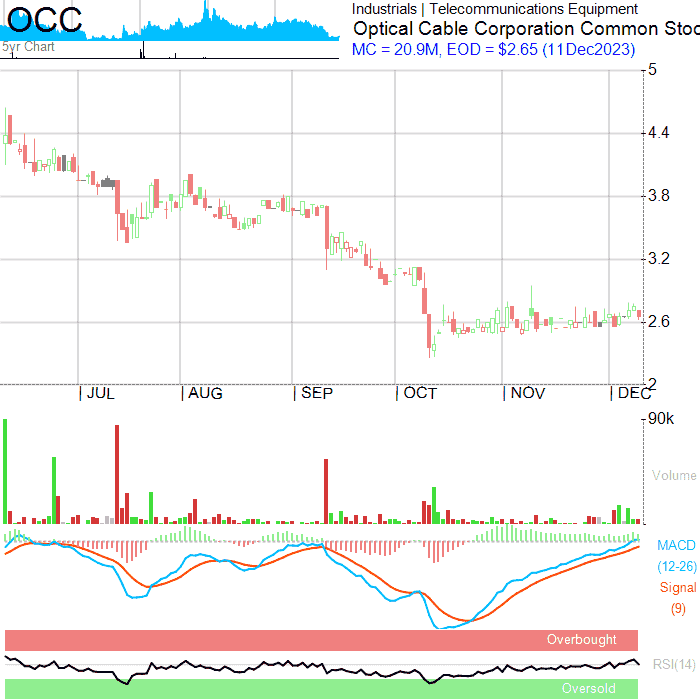 OCC
5yr Chart
Industrials | Telecommunications Equipment
Optical Cable Corporation Common Stoc
MC = 20.9M, EOD = $2.65 (11Dec2023)
5
4.4
3.8
3.2
2.6
2
| JUL | AUG | SEP | OCT | NOV | DEC
90k
Volume
MACD
(12-26)
Signal
(9)
Overbought
RSI(14)
Oversold